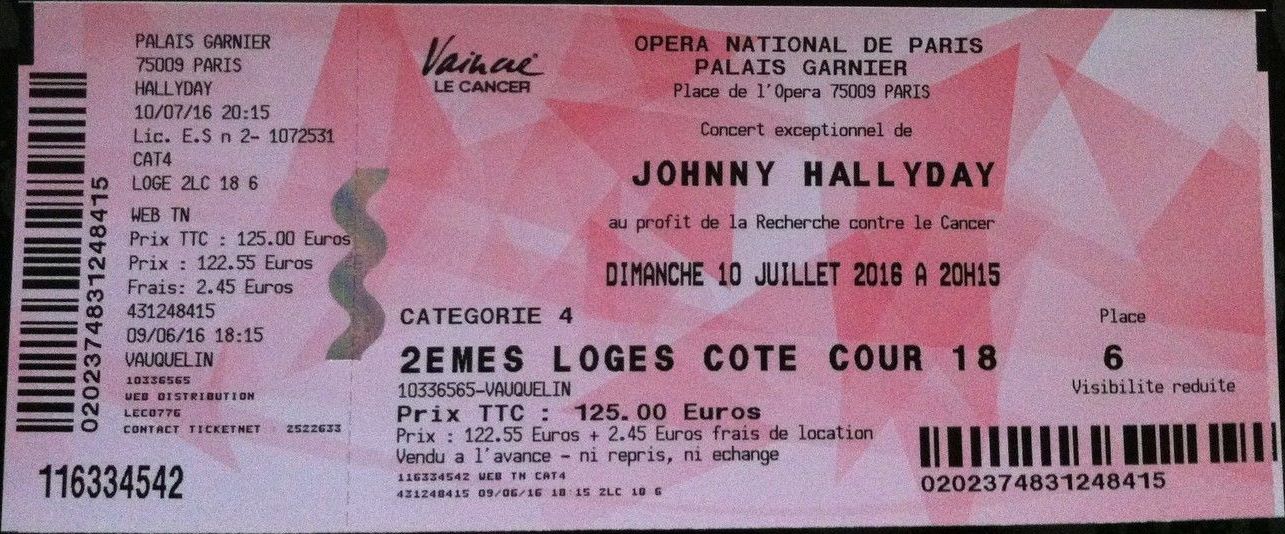 PALAIS GARNIER
75009 PARIS
HALLYDAY
10/07/16 20:15
Lic. E.S n 2- 1072531
CAT4
LOGE 2LC 18 6
WEB TN
Prix TTC : 125.00 Euros
Prix : 122.55 Euros
Frais: 2.45 Euros
431248415
09/06/16 18:15
VAUQUELIN
10336565
WEB DISTRIBUTION
LECO776
CONTACT TICKETNET 2522633
0202374831248415
116334542
Vaincre
LE CANCER
OPERA NATIONAL DE PARIS
PALAIS GARNIER
Place de l'Opera 75009 PARIS
Concert exceptionnel de
JOHNNY HALLYDAY
au profit de la Recherche contre le Cancer
DIMANCHE 10 JUILLET 2016 A 20H15
CATEGORIE 4
Place
2EMES LOGES COTE COUR 18
6
10336565-VAUQUELIN
Visibilite reduite
Prix TTC : 125.00 Euros
Prix : 122.55 Euros + 2.45 Euros frais de location
Vendu a l'avance - ni repris, ni echange
116334542 WEB TN CAT4
431248415 09/06/16 18:15 2LC 18 6
0202374831248415